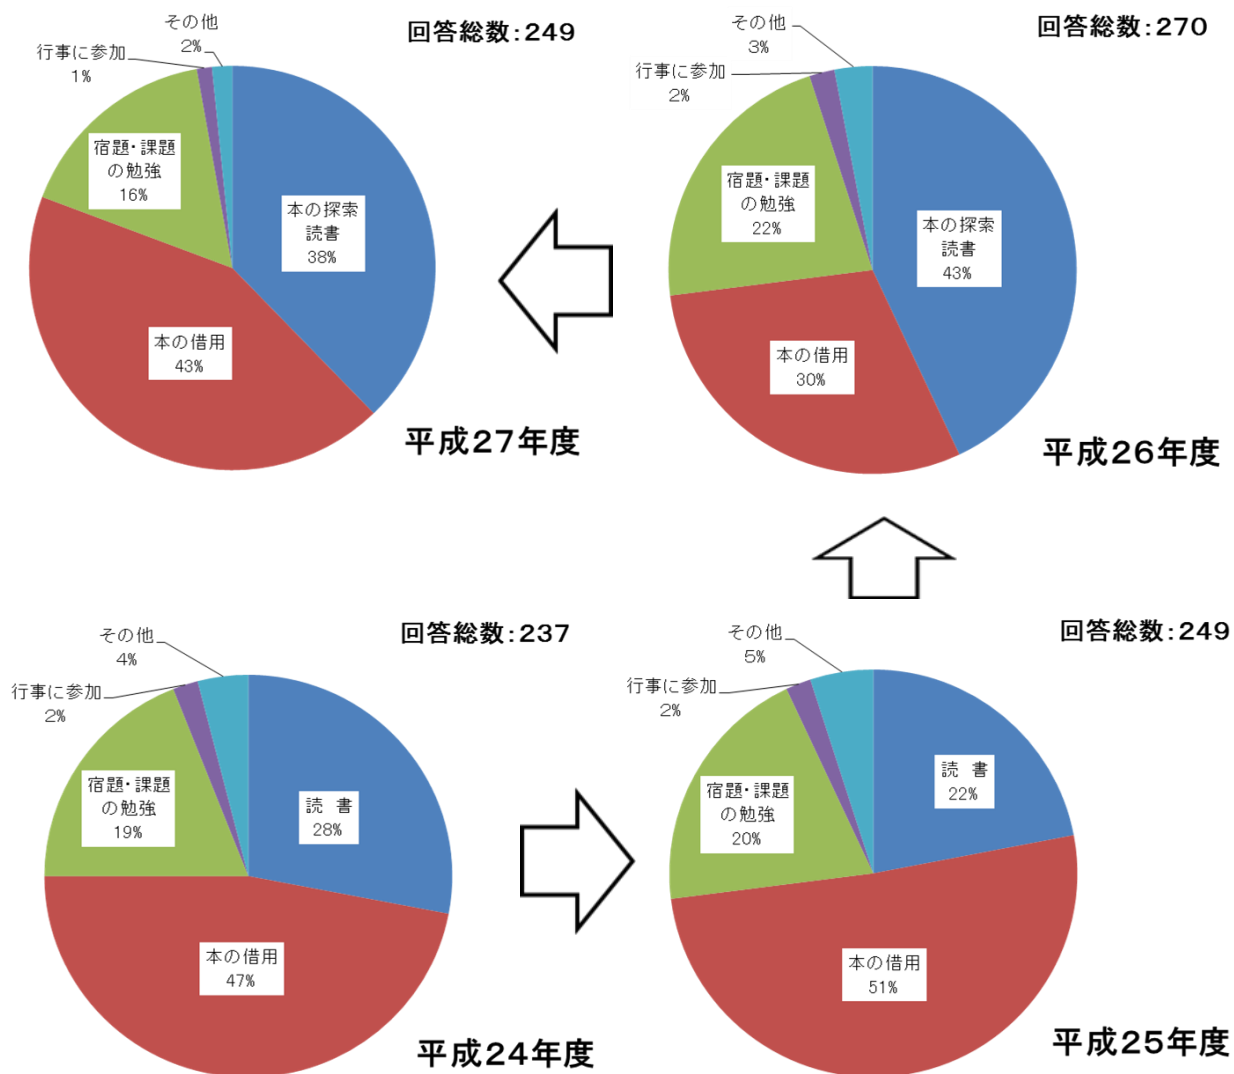 その他
2%
行事に参加
1%
回答総数:249
宿題・課題
の勉強
16%
本の探索
読書
38%
本の借用
43%
平成27年度
その他
3%
行事に参加
2%
回答総数:270
宿題・課題
の勉強
22%
本の探索
読書
43%
本の借用
30%
平成26年度
その他
4%
行事に参加
2%
回答総数:237
宿題・課題
の勉強
19%
読 書
28%
本の借用
47%
平成24年度
その他
5%
行事に参加
2%
回答総数:249
宿題・課題
の勉強
20%
読 書
22%
本の借用
51%
平成25年度